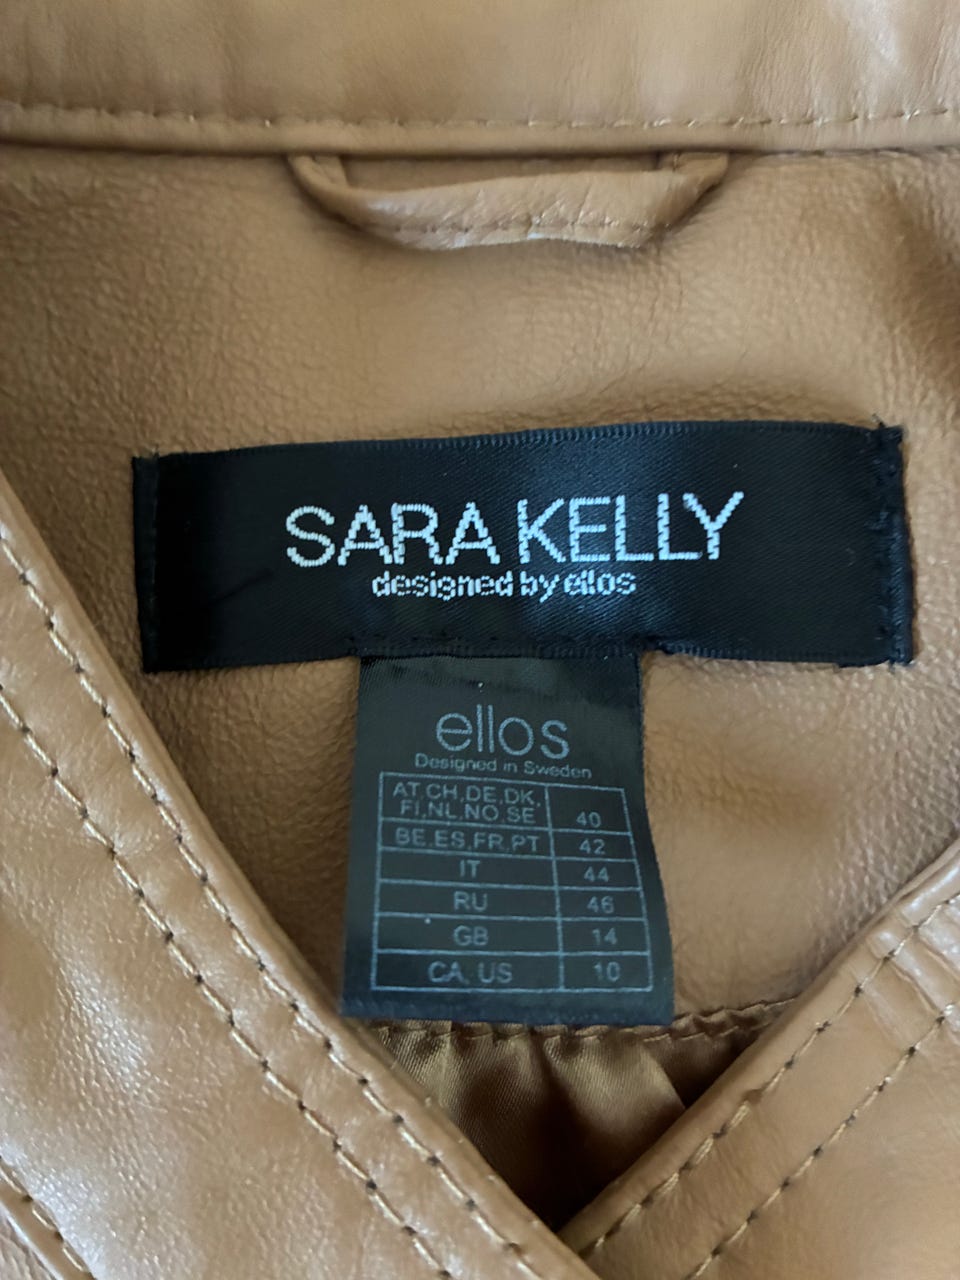 SARA KELLY
designed by ellos
ellos
Designed in Sweden
AT,CH,DE,DK,
FI,NL,NO,SE 40
BE,ES,FR,PT 42
IT 44
RU 46
GB 14
CA, US 10